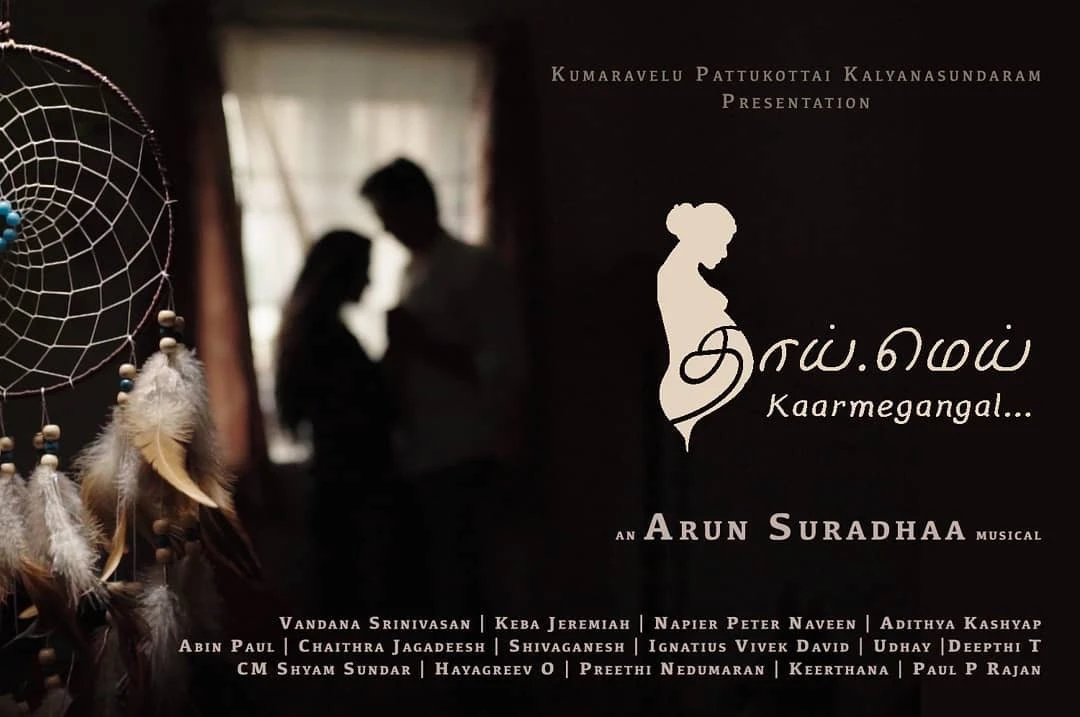 Kumaravelu Pattukottai Kalyanasundaram
Presentation
தாய்.மெய்
Kaarmegangal...
an Arun Suradhaa musical
Vandana Srinivasan | Keba Jeremiah | Napier Peter Naveen | Adithya Kashyap
Abin Paul | Chaithra Jagadeesh | Shivaganesh | Ignatius Vivek David | Udhay |Deepthi T
CM Shyam Sundar | Hayagreev O | Preethi Nedumaran | Keerthana | Paul P Rajan